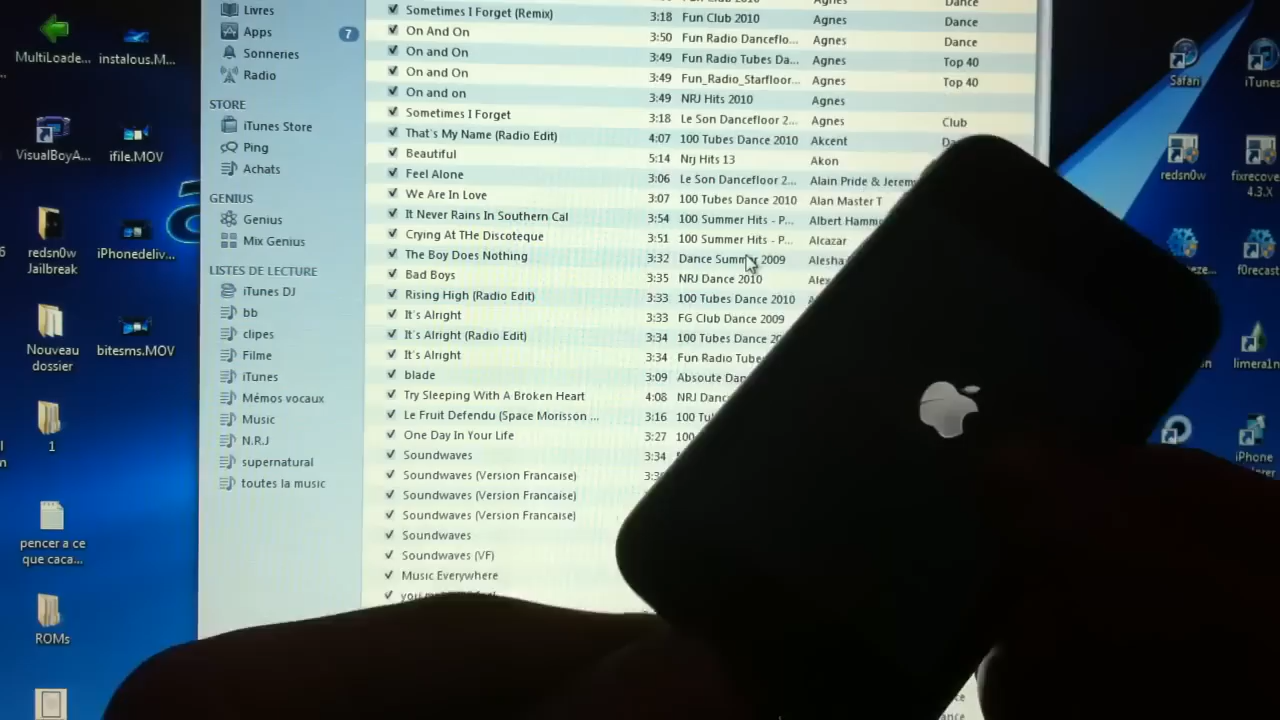 MultiLoade...
instalous.M...
VisualBoyA...
ifile.MOV
redsn0w
Jailbreak
iPhonedeliv...
Nouveau
dossier
bitesms.MOV
1
pencer a ce
que caca...
ROMs
Livres
Apps 7
Sonneries
Radio
STORE
iTunes Store
Ping
Achats
GENIUS
Genius
Mix Genius
LISTES DE LECTURE
iTunes DJ
bb
clipes
Filme
iTunes
Mémos vocaux
Music
N.R.J
supernatural
toutes la music
Sometimes I Forget (Remix) 3:18 Fun Club 2010 Agnes Dance
On And On 3:50 Fun Radio Danceflo... Agnes Dance
On and On 3:49 Fun Radio Tubes Da... Agnes Top 40
On and On 3:49 Fun_Radio_Starfloor... Agnes Top 40
On and on 3:49 NRJ Hits 2010 Agnes
Sometimes I Forget 3:18 Le Son Dancefloor 2... Agnes Club
That's My Name (Radio Edit) 4:07 100 Tubes Dance 2010 Akcent
Beautiful 5:14 Nrj Hits 13 Akon
Feel Alone 3:06 Le Son Dancefloor 2... Alain Pride & Jeremy
We Are In Love 3:07 100 Tubes Dance 2010 Alan Master T
It Never Rains In Southern Cal 3:54 100 Summer Hits - P... Albert Hamm
Crying At THe Discoteque 3:51 100 Summer Hits - P... Alcazar
The Boy Does Nothing 3:32 Dance Summer 2009 Alesha
Bad Boys 3:35 NRJ Dance 2010 Alex
Rising High (Radio Edit) 3:33 100 Tubes Dance 2010
It's Alright 3:33 FG Club Dance 2009
It's Alright (Radio Edit) 3:34 100 Tubes Dance 20
It's Alright 3:34 Fun Radio Tube
blade 3:09 Absoute Dan
Try Sleeping With A Broken Heart 4:08 NRJ Danc
Le Fruit Defendu (Space Morisson ... 3:16 100 Tu
One Day In Your Life 3:27 100
Soundwaves 3:34
Soundwaves (Version Francaise)
Soundwaves (Version Francaise)
Soundwaves (Version Francaise)
Soundwaves
Soundwaves (VF)
Music Everywhere
Safari
iTunes
redsn0w
fixrecove
4.3.X
eze...
f0recast
limera1n
iPhone